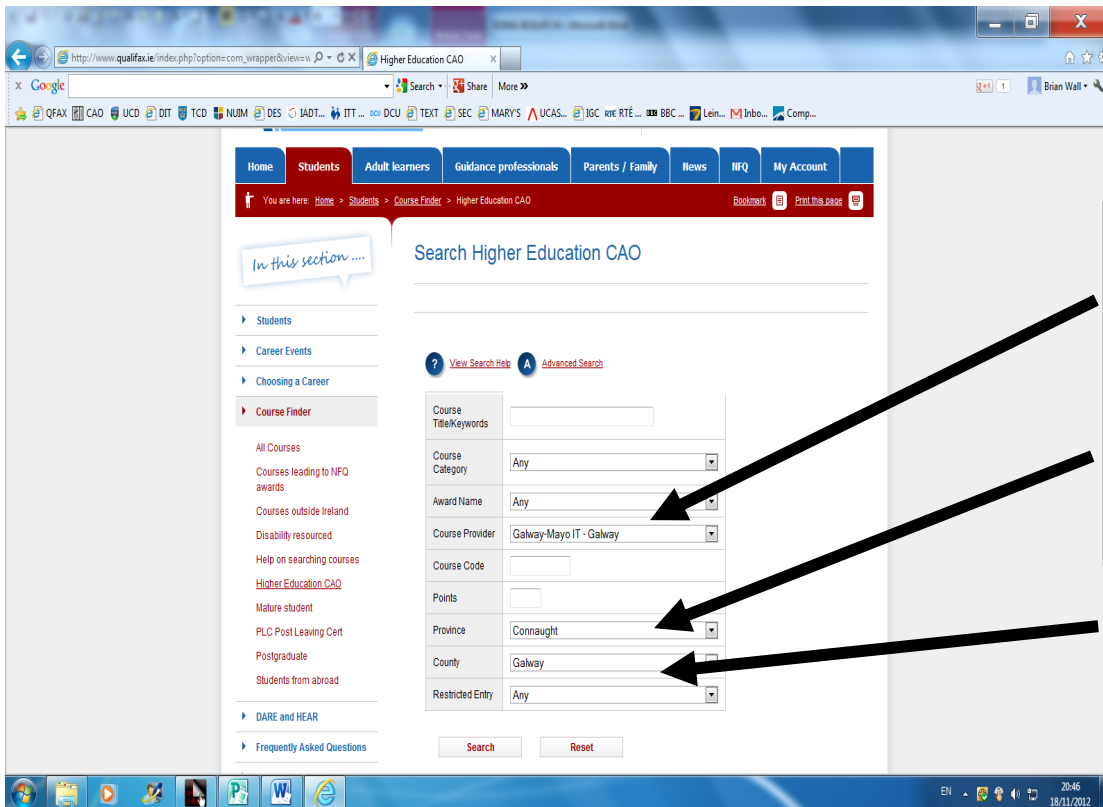 http://www.qualifax.ie/index.php?option=com_wrapper&view=w
Higher Education CAO
x Google
Search
Share
More »
+1 1
Brian Wall
QFAX CAO UCD DIT TCD NUIM DES IADT... ITT ... DCU TEXT SEC MARY'S UCAS... IGC RTÉ ... BBC ... Lein... Inbo... Comp...
Home Students Adult learners Guidance professionals Parents / Family News NFQ My Account
You are here: Home > Students > Course Finder > Higher Education CAO
Bookmark Print this page
In this section ....
Search Higher Education CAO
Students
Career Events
Choosing a Career
Course Finder
All Courses
Courses leading to NFQ
awards
Courses outside Ireland
Disability resourced
Help on searching courses
Higher Education CAO
Mature student
PLC Post Leaving Cert
Postgraduate
Students from abroad
DARE and HEAR
Frequently Asked Questions
? View Search Help A Advanced Search
Course
Title/Keywords
Course
Category
Any
Award Name Any
Course Provider Galway-Mayo IT - Galway
Course Code
Points
Province Connaught
County Galway
Restricted Entry Any
Search Reset
EN
20:46
18/11/2012